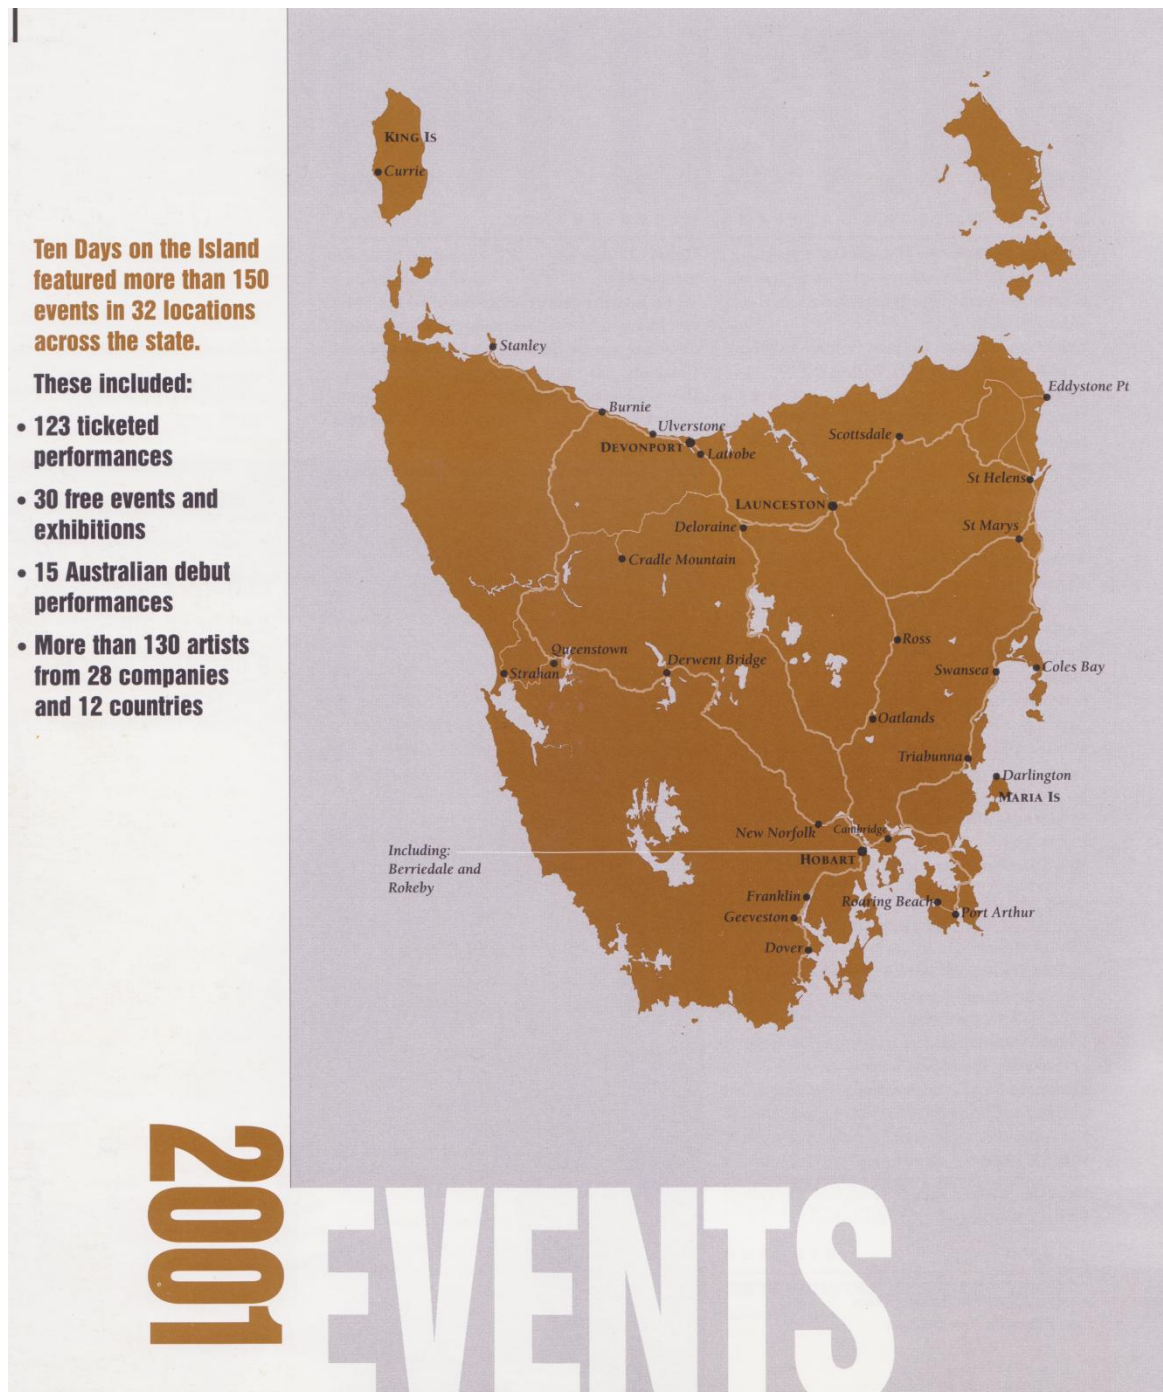 Ten Days on the Island
featured more than 150
events in 32 locations
across the state.
These included:
• 123 ticketed
performances
• 30 free events and
exhibitions
• 15 Australian debut
performances
• More than 130 artists
from 28 companies
and 12 countries
KING IS
Currie
Stanley
Burnie
Ulverstone
DEVONPORT
Latrobe
Scottsdale
Eddystone Pt
St Helens
LAUNCESTON
Deloraine
St Marys
Cradle Mountain
Ross
Queenstown
Strahan
Derwent Bridge
Swansea
Coles Bay
Oatlands
Triabunna
Darlington
MARIA IS
New Norfolk
Cambridge
HOBART
Including:
Berriedale and
Rokeby
Franklin
Roaring Beach
Port Arthur
Geeveston
Dover
2001
EVENTS